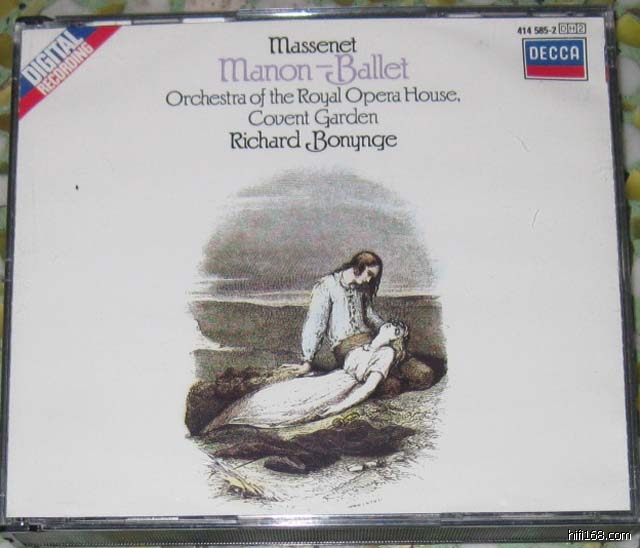 DIGITAL
RECORDING
414 585-2 DH2
DECCA
Massenet
Manon-Ballet
Orchestra of the Royal Opera House,
Covent Garden
Richard Bonynge
hifi168.com